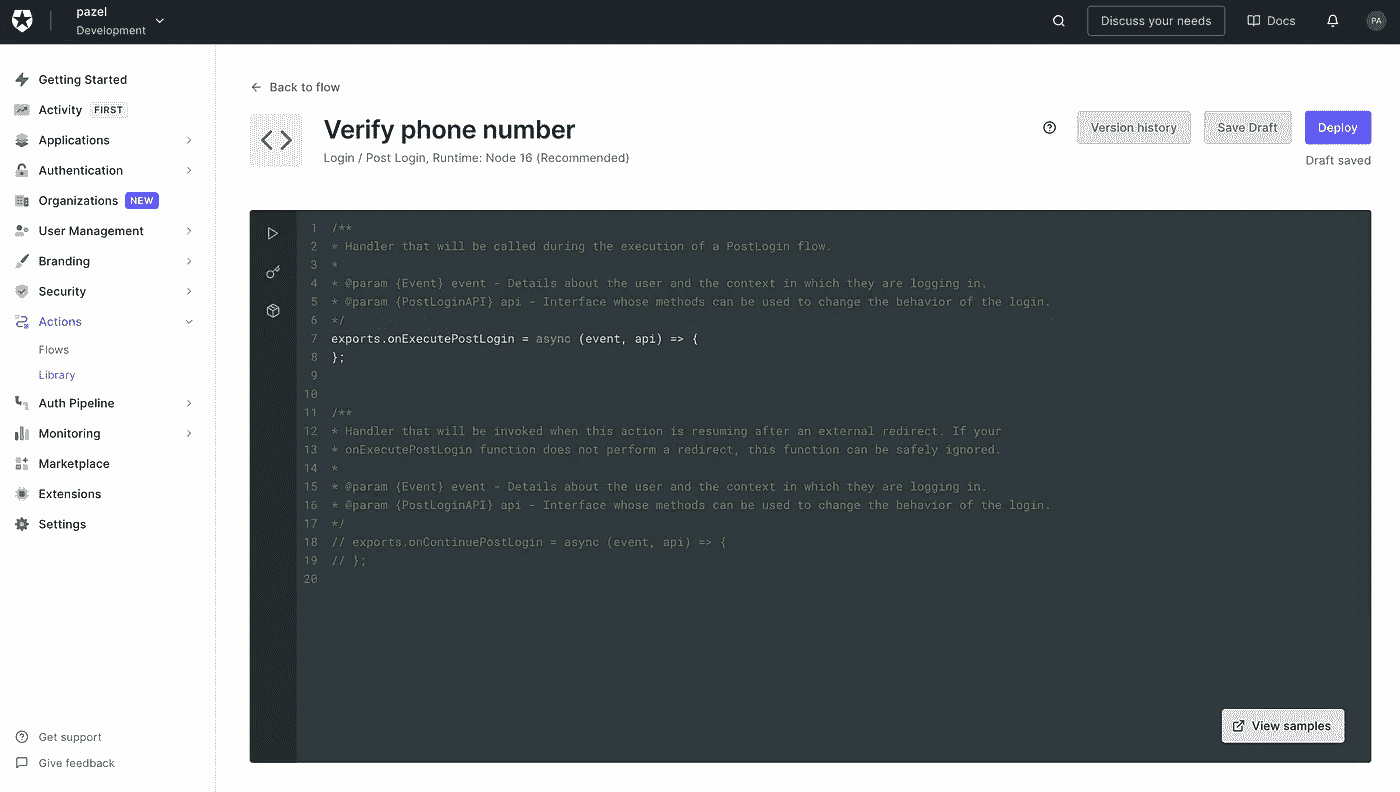 pazel
Development
Discuss your needs
Docs
PA
Getting Started
Activity FIRST
Applications
Authentication
Organizations NEW
User Management
Branding
Security
Actions
Flows
Library
Auth Pipeline
Monitoring
Marketplace
Extensions
Settings
Get support
Give feedback
Back to flow
Verify phone number
Login / Post Login, Runtime: Node 16 (Recommended)
Version history
Save Draft
Deploy
Draft saved
1 /**
2 * Handler that will be called during the execution of a PostLogin flow.
3 *
4 * @param {Event} event - Details about the user and the context in which they are logging in.
5 * @param {PostLoginAPI} api - Interface whose methods can be used to change the behavior of the login.
6 */
7 exports.onExecutePostLogin = async (event, api) => {
8 };
9
10
11 /**
12 * Handler that will be invoked when this action is resuming after an external redirect. If your
13 * onExecutePostLogin function does not perform a redirect, this function can be safely ignored.
14 *
15 * @param {Event} event - Details about the user and the context in which they are logging in.
16 * @param {PostLoginAPI} api - Interface whose methods can be used to change the behavior of the login.
17 */
18 // exports.onContinuePostLogin = async (event, api) => {
19 // };
20
View samples